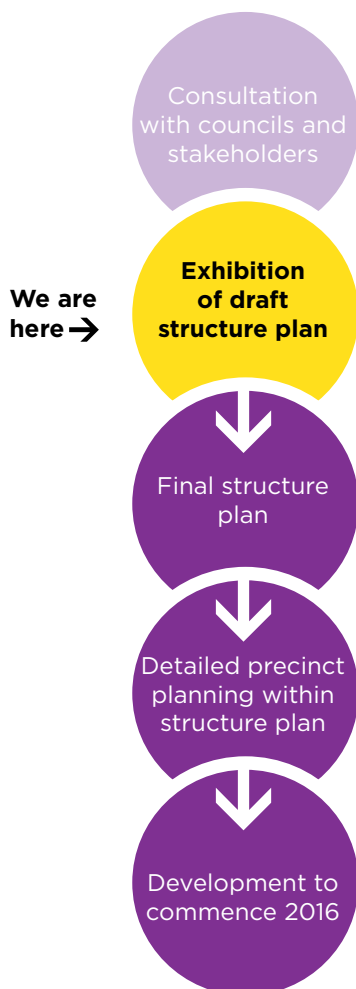 Consultation
with councils and
stakeholders
We are
here →
Exhibition
of draft
structure plan
Final structure
plan
Detailed precinct
planning within
structure plan
Development to
commence 2016